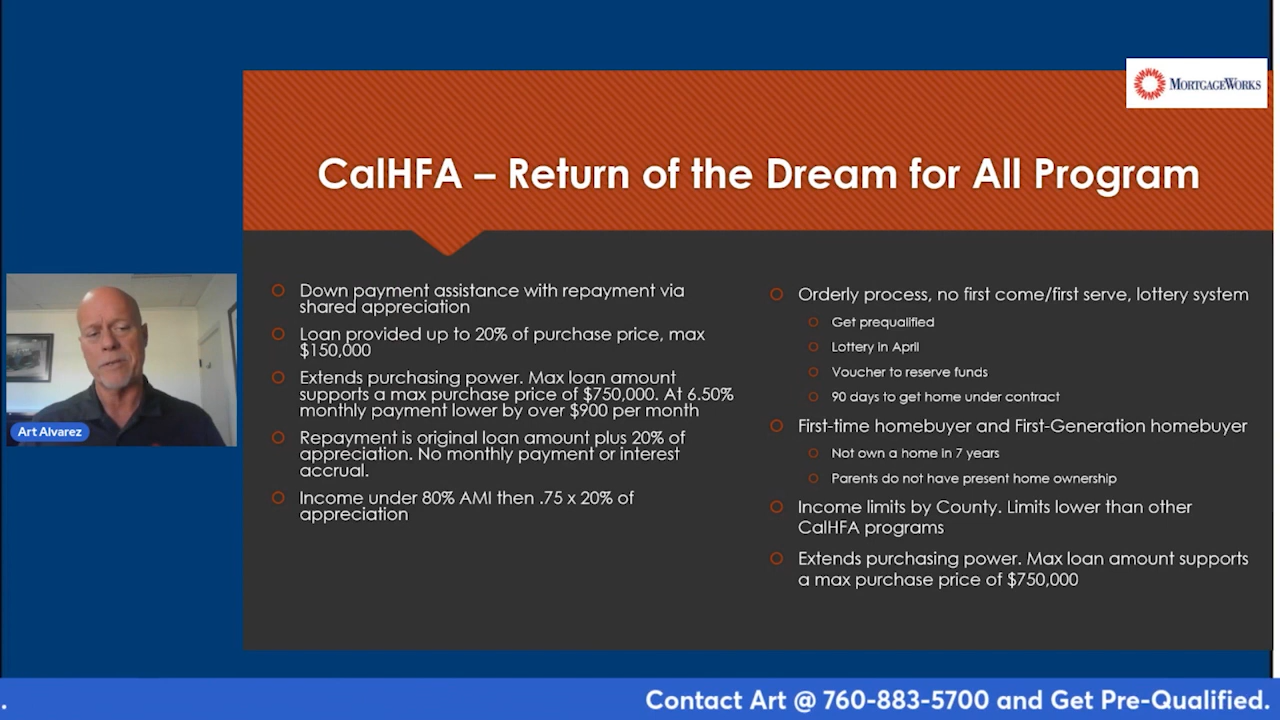 MORTGAGEWORKS
CalHFA – Return of the Dream for All Program
Down payment assistance with repayment via
shared appreciation
Loan provided up to 20% of purchase price, max
$150,000
Extends purchasing power. Max loan amount
supports a max purchase price of $750,000. At 6.50%
monthly payment lower by over $900 per month
Repayment is original loan amount plus 20% of
appreciation. No monthly payment or interest
accrual.
Income under 80% AMI then .75 x 20% of
appreciation
Orderly process, no first come/first serve, lottery system
Get prequalified
Lottery in April
Voucher to reserve funds
90 days to get home under contract
First-time homebuyer and First-Generation homebuyer
Not own a home in 7 years
Parents do not have present home ownership
Income limits by County. Limits lower than other
CalHFA programs
Extends purchasing power. Max loan amount supports
a max purchase price of $750,000
Art Alvarez
. Contact Art @ 760-883-5700 and Get Pre-Qualified.